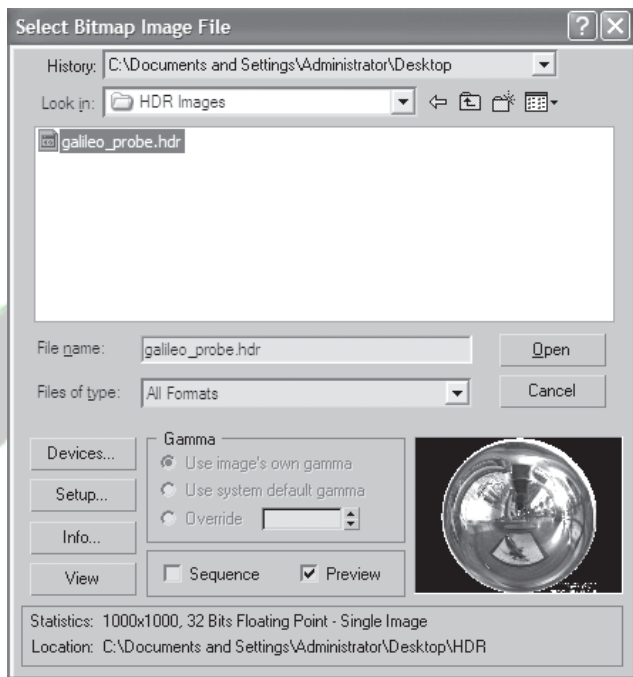 Select Bitmap Image File
History: C:\Documents and Settings\Administrator\Desktop
Look in: HDR Images
galileo_probe.hdr
File name: galileo_probe.hdr
Open
Files of type: All Formats
Cancel
Devices...
Setup...
Info...
View
Gamma
Use image's own gamma
Use system default gamma
Override
Sequence
Preview
Statistics: 1000x1000, 32 Bits Floating Point - Single Image
Location: C:\Documents and Settings\Administrator\Desktop\HDR